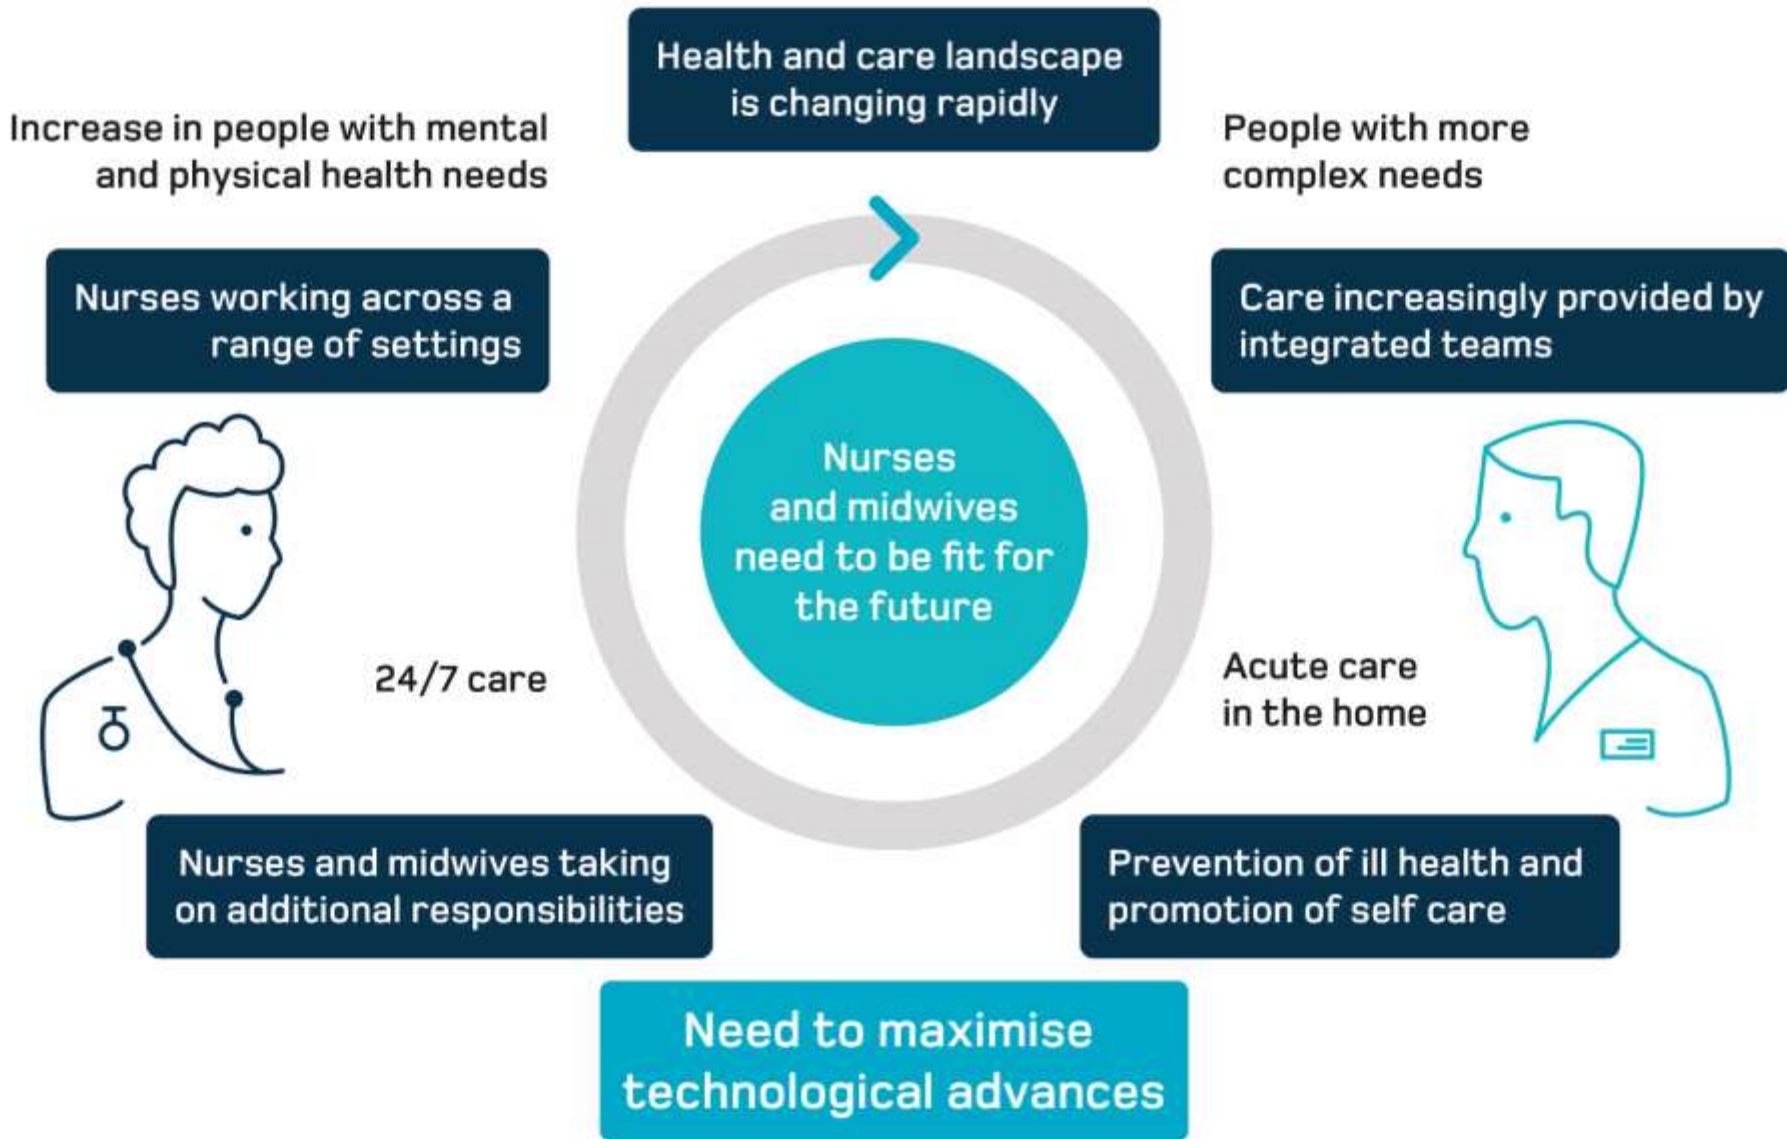 Health and care landscape
is changing rapidly
Increase in people with mental
and physical health needs
People with more
complex needs
Nurses working across a
range of settings
Care increasingly provided by
integrated teams
Nurses
and midwives
need to be fit for
the future
24/7 care
Acute care
in the home
Nurses and midwives taking
on additional responsibilities
Prevention of ill health and
promotion of self care
Need to maximise
technological advances